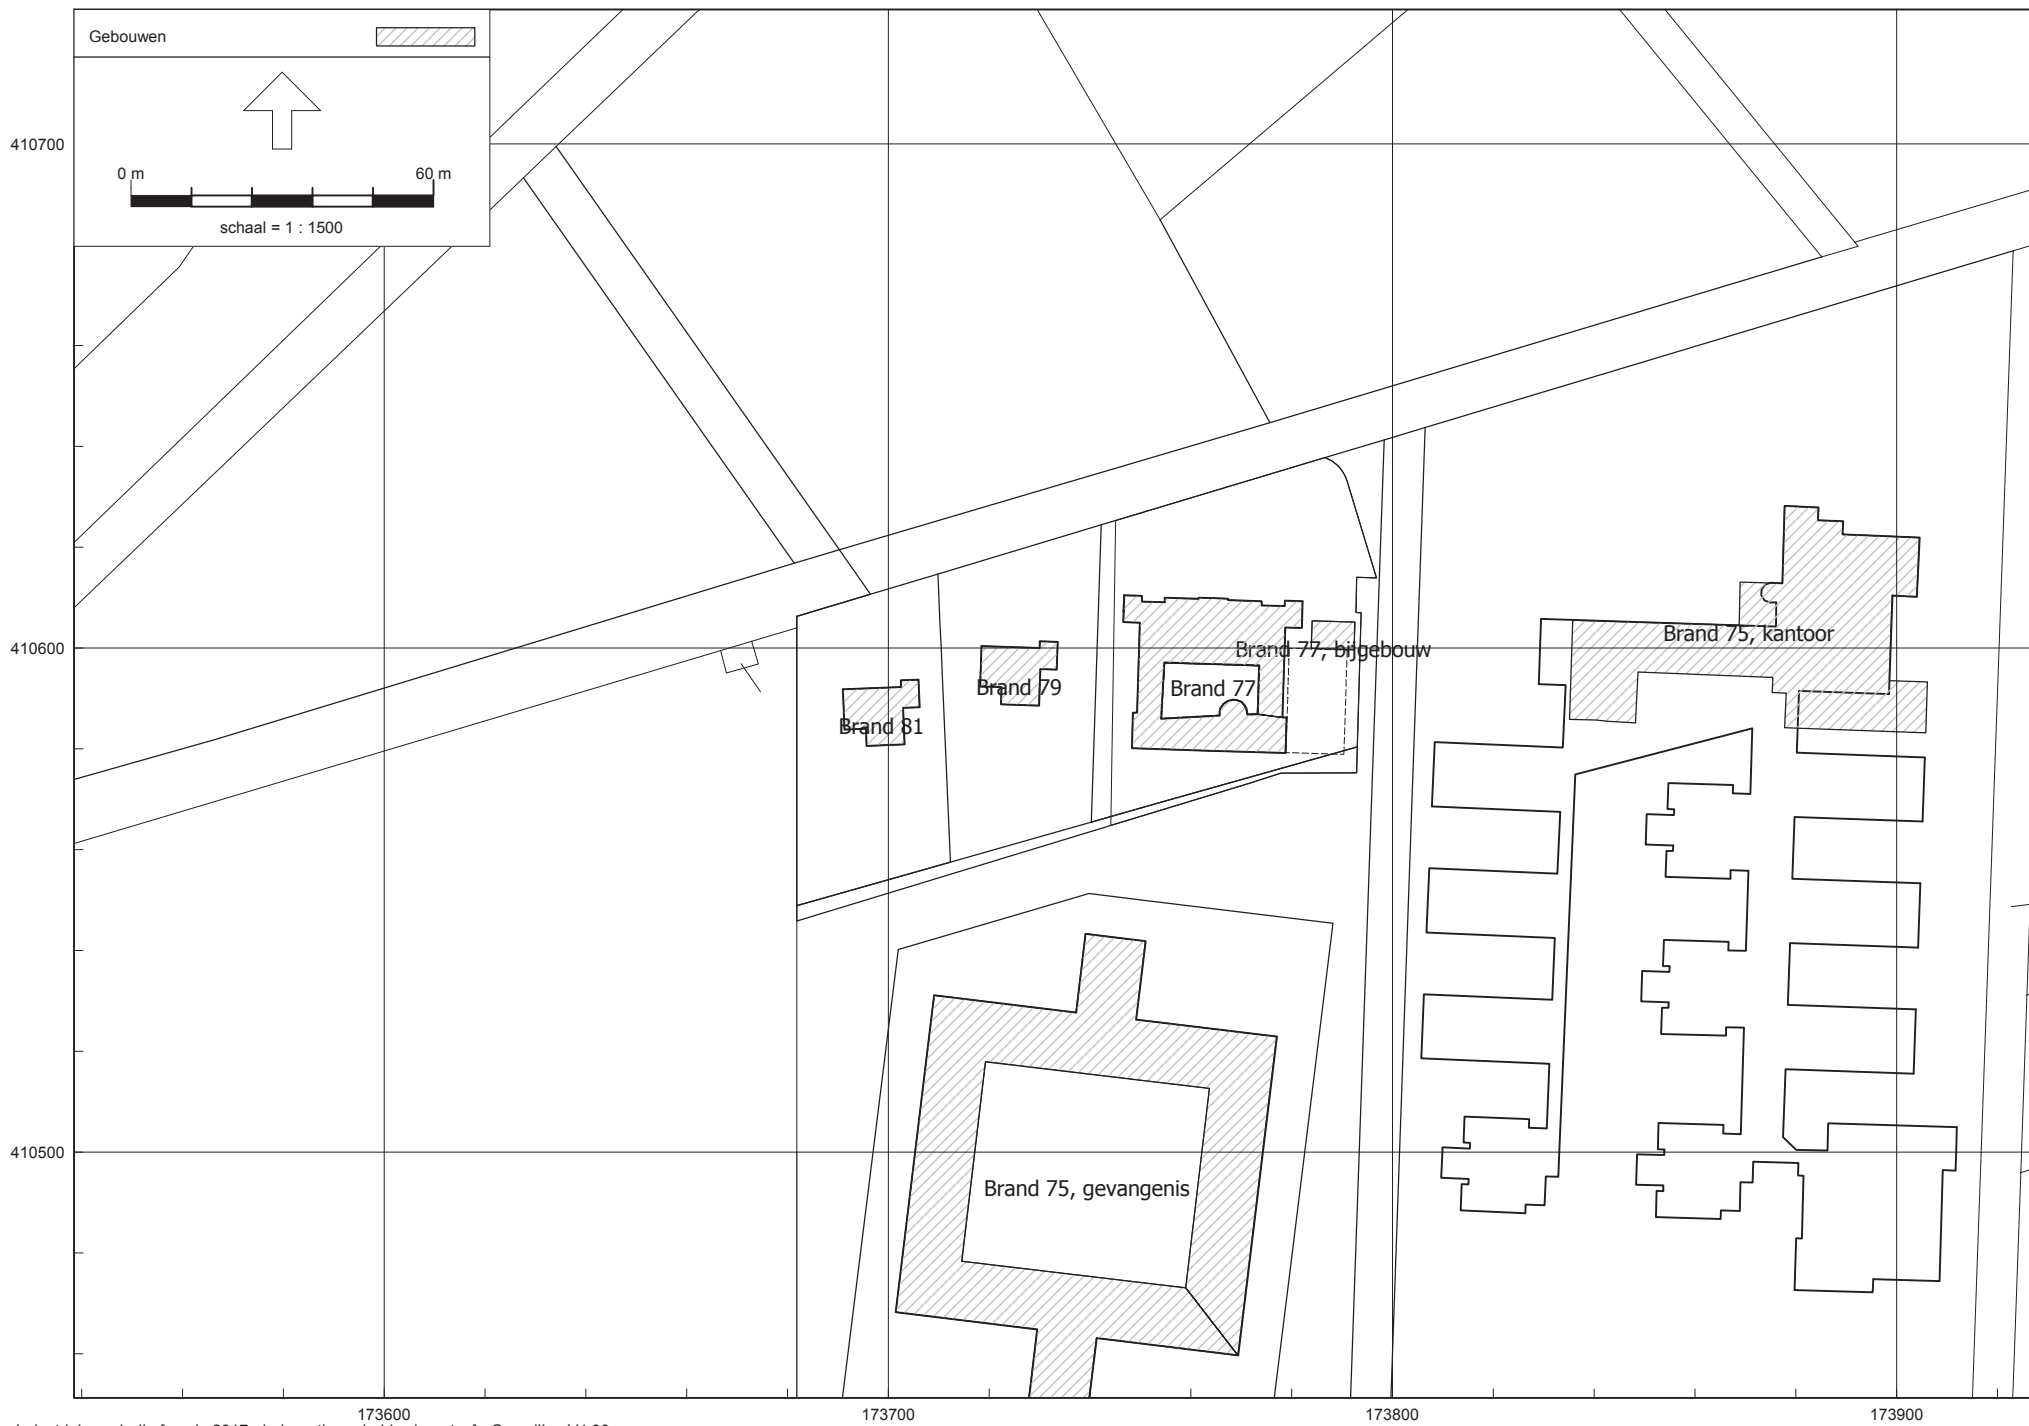 Gebouwen
0 m 60 m
schaal = 1 : 1500
410700
410600
410500
Brand 75, kantoor
Brand 77, bijgebouw
Brand 77
Brand 79
Brand 81
Brand 75, gevangenis
173600 173700 173800 173900